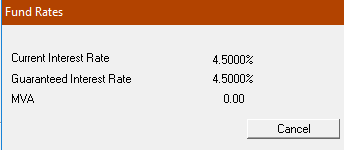 Fund Rates
Current Interest Rate 4.5000%
Guaranteed Interest Rate 4.5000%
MVA 0.00
Cancel